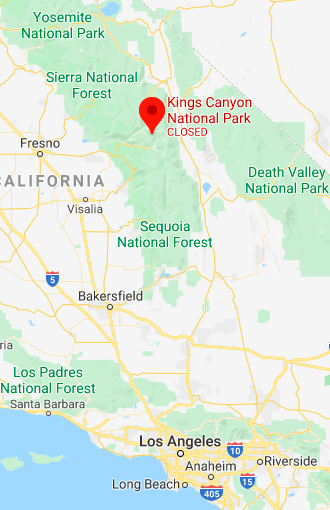 Yosemite
National Park
Sierra National
Forest
Kings Canyon
National Park
CLOSED
Fresno
CALIFORNIA
Death Valley
National Park
Visalia
Sequoia
National Forest
5
Bakersfield
ria
Los Padres
National Forest
Santa Barbara
Los Angeles
10
Anaheim
Riverside
Long Beach
405
15